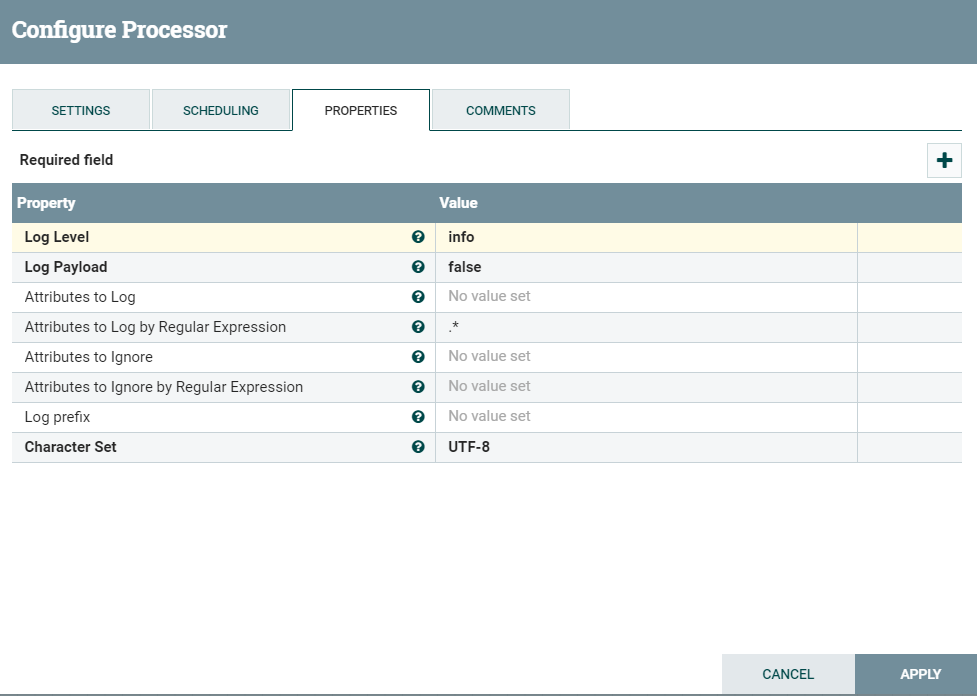 Configure Processor
SETTINGS SCHEDULING PROPERTIES COMMENTS
Required field
Property Value
Log Level info
Log Payload false
Attributes to Log No value set
Attributes to Log by Regular Expression .*
Attributes to Ignore No value set
Attributes to Ignore by Regular Expression No value set
Log prefix No value set
Character Set UTF-8
CANCEL APPLY